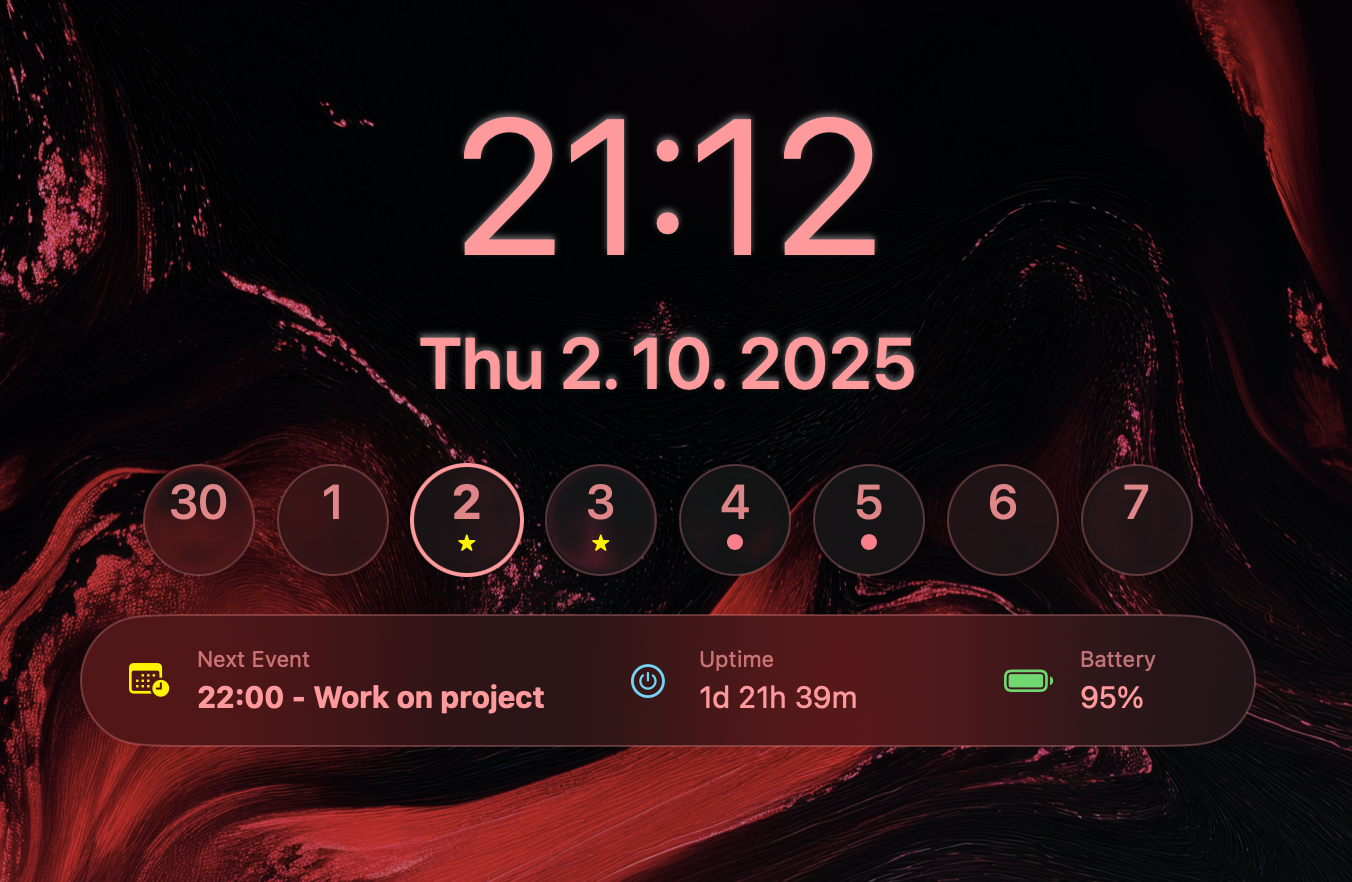 21:12
Thu 2. 10. 2025
30 1 2 3 4 5 6 7
Next Event Uptime Battery
22:00 - Work on project 1d 21h 39m 95%